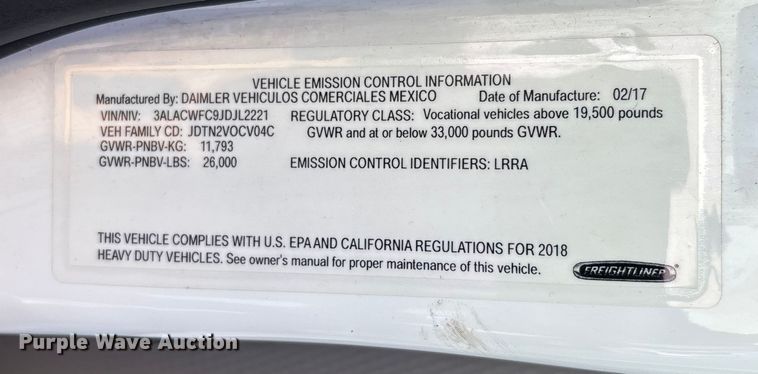 VEHICLE EMISSION CONTROL INFORMATION
Manufactured By: DAIMLER VEHICULOS COMERCIALES MEXICO Date of Manufacture: 02/17
VIN/NIV: 3ALACWFC9JDJL2221 REGULATORY CLASS: Vocational vehicles above 19,500 pounds
VEH FAMILY CD: JDTN2VOCV04C GVWR and at or below 33,000 pounds GVWR.
GVWR-PNBV-KG: 11,793
GVWR-PNBV-LBS: 26,000 EMISSION CONTROL IDENTIFIERS: LRRA
THIS VEHICLE COMPLIES WITH U.S. EPA AND CALIFORNIA REGULATIONS FOR 2018
HEAVY DUTY VEHICLES. See owner's manual for proper maintenance of this vehicle.
FREIGHTLINER
Purple Wave Auction